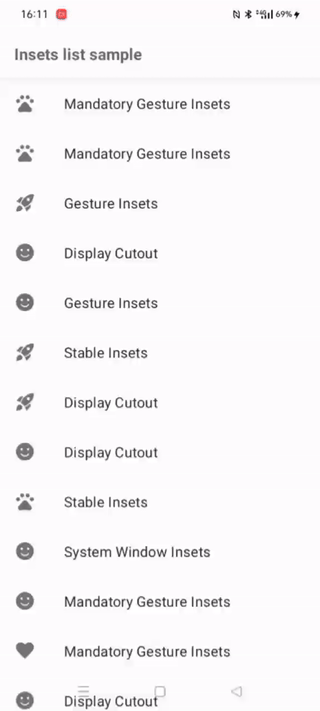 16:11
69%
Insets list sample
Mandatory Gesture Insets
Mandatory Gesture Insets
Gesture Insets
Display Cutout
Gesture Insets
Stable Insets
Display Cutout
Display Cutout
Stable Insets
System Window Insets
Mandatory Gesture Insets
Mandatory Gesture Insets
Display Cutout